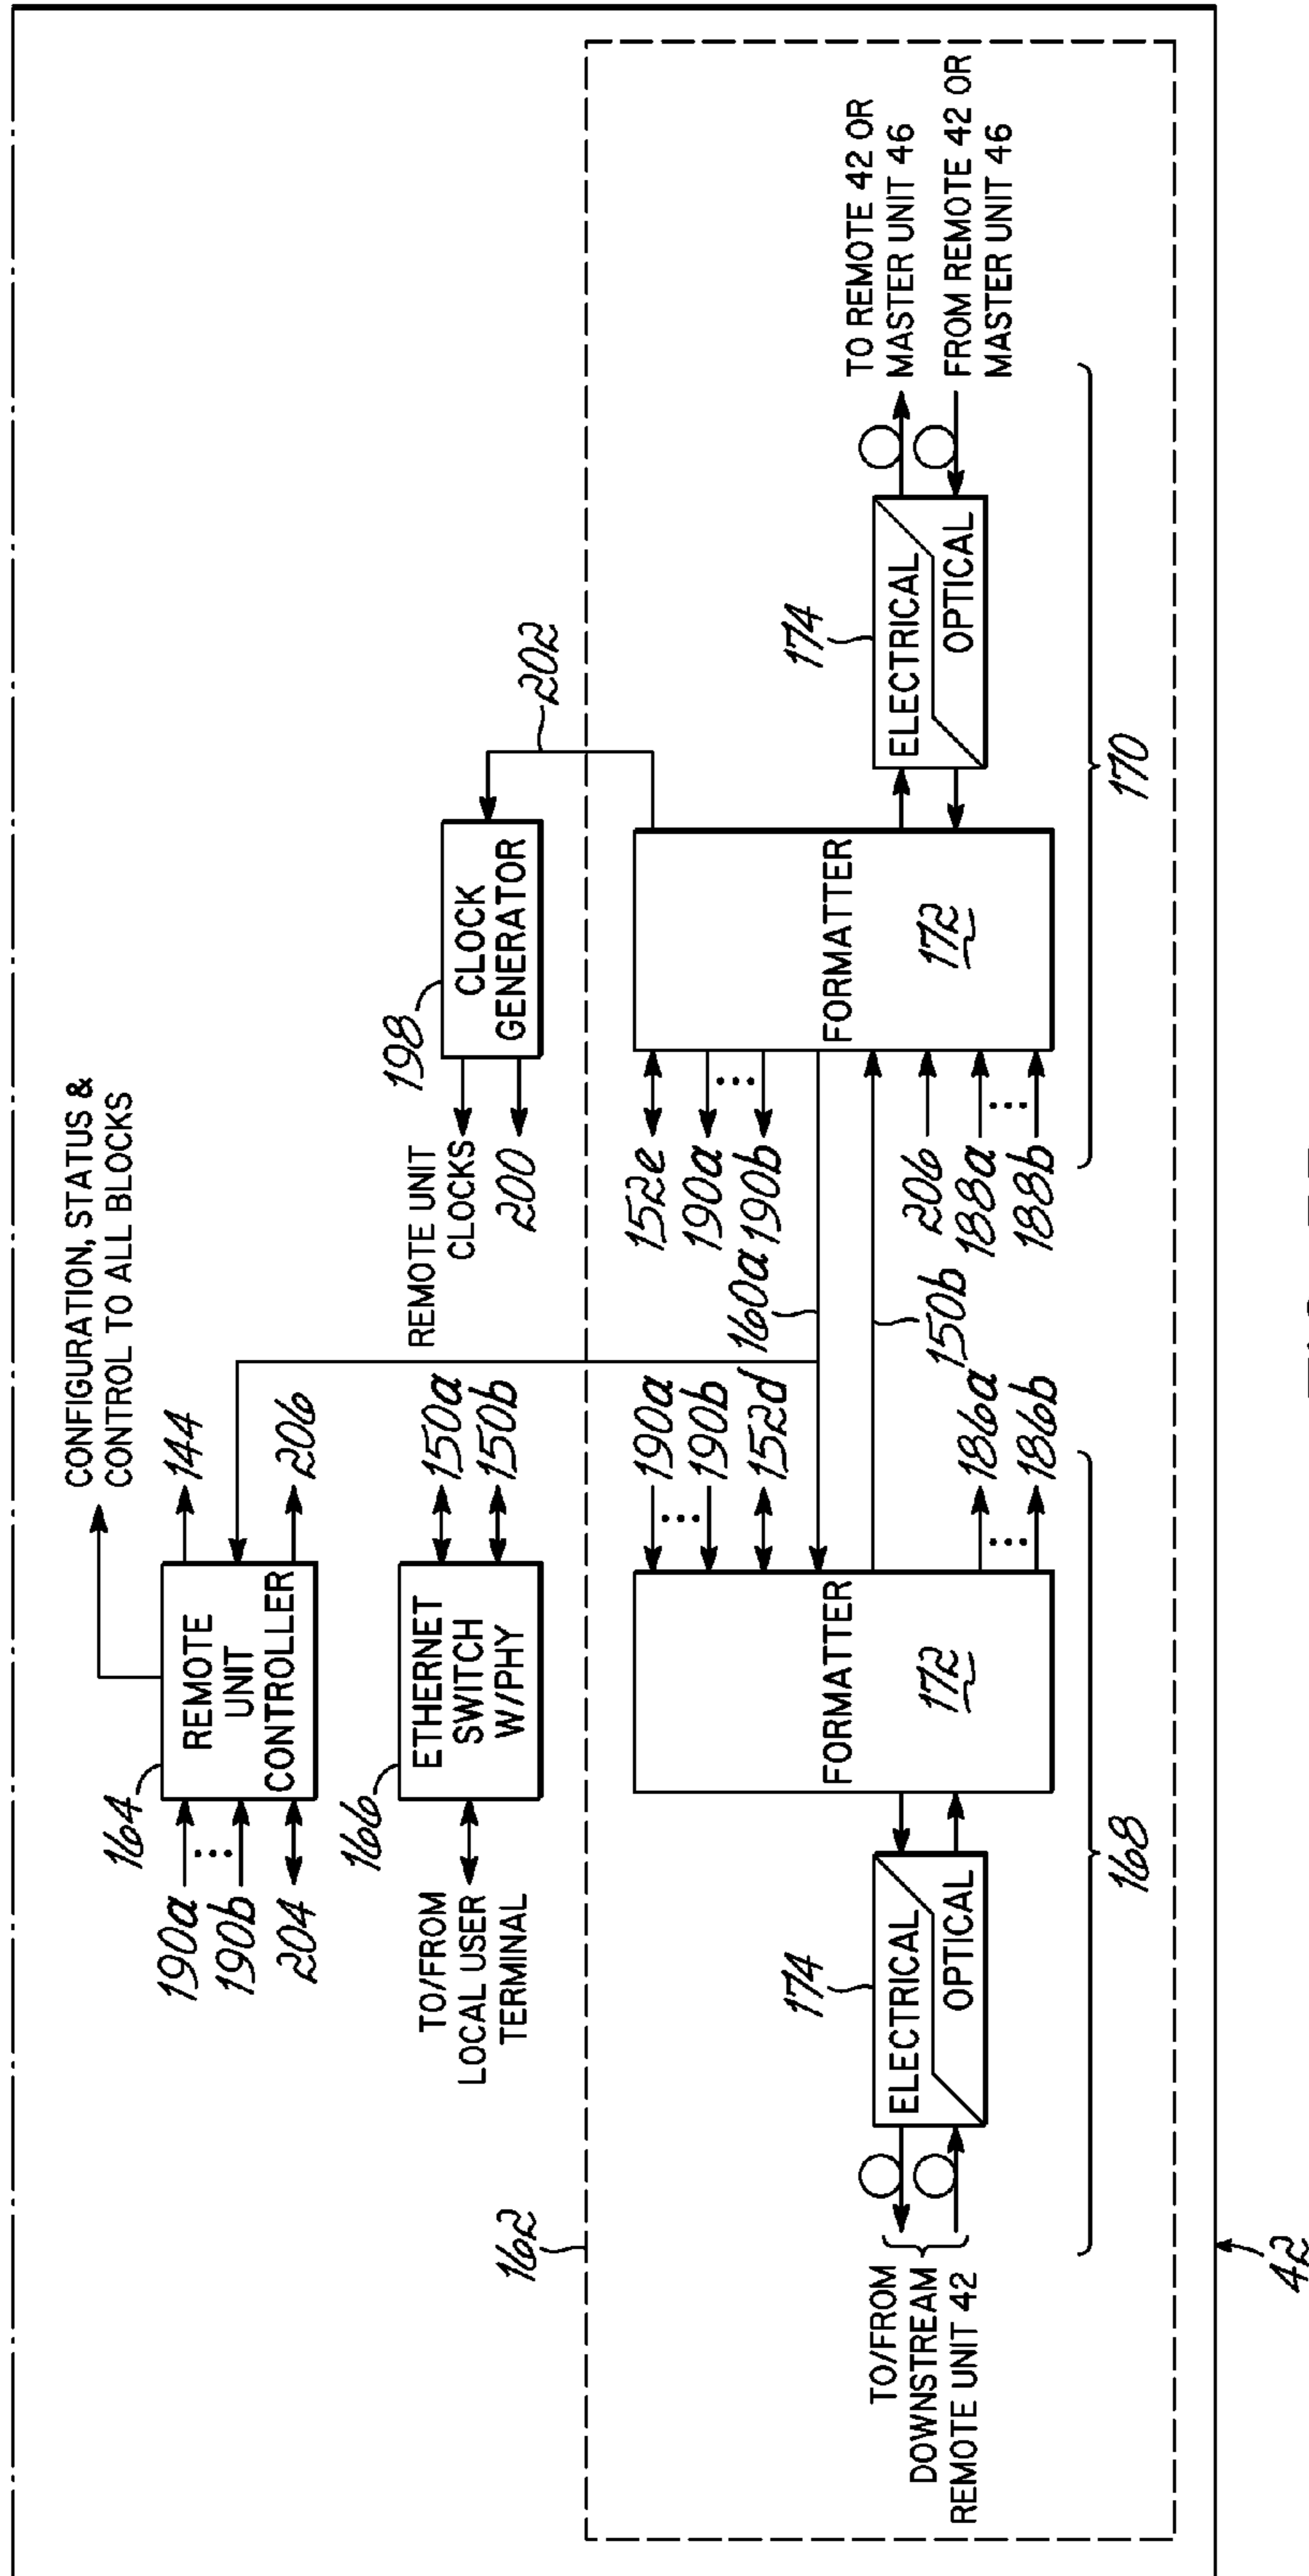 CONFIGURATION, STATUS &
CONTROL TO ALL BLOCKS
164
190a
190b
204
REMOTE
UNIT
CONTROLLER
144
206
166
TO/FROM
LOCAL USER
TERMINAL
ETHERNET
SWITCH
W/PHY
150a
150b
198
REMOTE UNIT
CLOCKS
200
CLOCK
GENERATOR
202
162
TO/FROM
DOWNSTREAM
REMOTE UNIT 42
174
ELECTRICAL
OPTICAL
FORMATTER
172
190a
190b
152d
186a
186b
160a
150b
152e
190a
190b
206
188a
188b
FORMATTER
172
174
ELECTRICAL
OPTICAL
TO REMOTE 42 OR
MASTER UNIT 46
FROM REMOTE 42 OR
MASTER UNIT 46
168
170
42